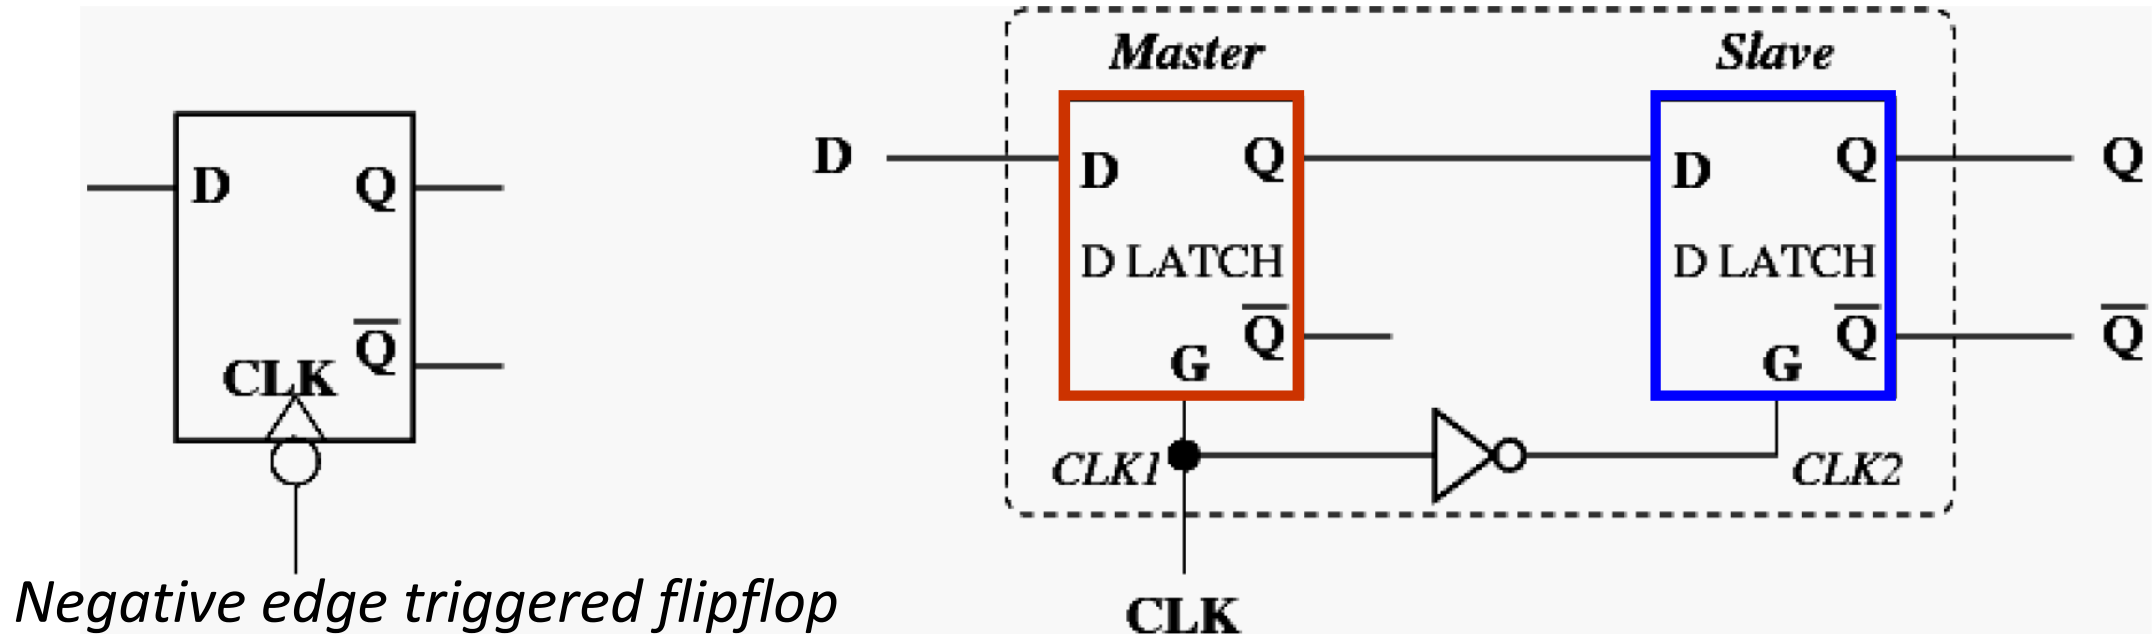 D Q
Q̅
CLK
Negative edge triggered flipflop
Master Slave
D
D Q
D LATCH
Q̅
G
CLK1
D Q
D LATCH
Q̅
G
CLK2
Q
Q̅
CLK